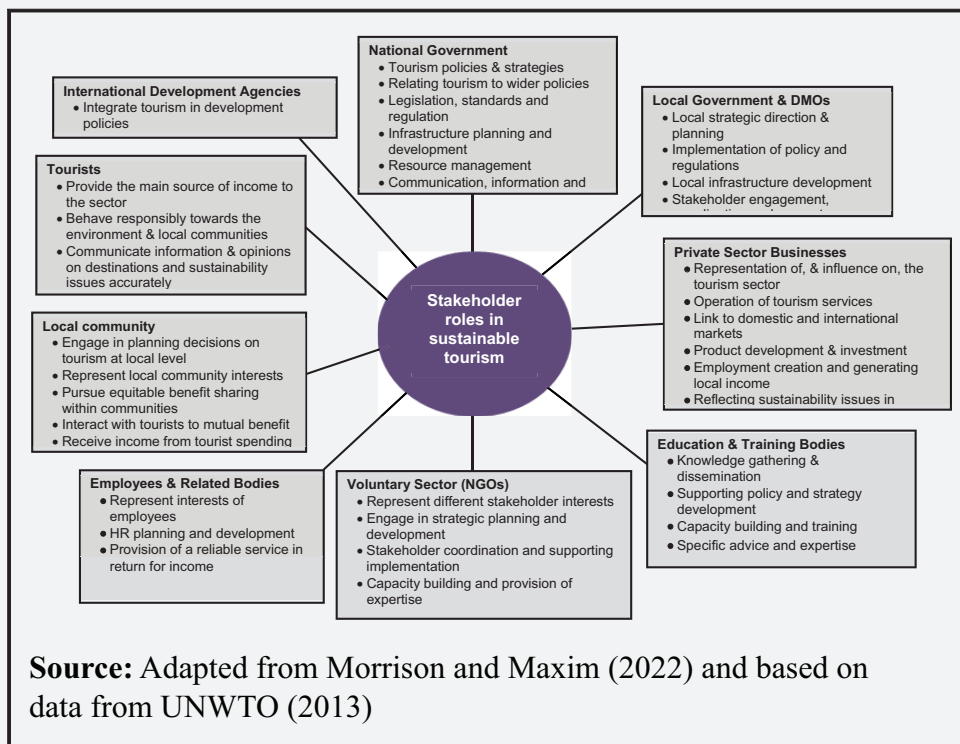 National Government
• Tourism policies & strategies
• Relating tourism to wider policies
• Legislation, standards and
regulation
• Infrastructure planning and
development
• Resource management
• Communication, information and
International Development Agencies
• Integrate tourism in development
policies
Local Government & DMOs
• Local strategic direction &
planning
• Implementation of policy and
regulations
• Local infrastructure development
• Stakeholder engagement,
Tourists
• Provide the main source of income to
the sector
• Behave responsibly towards the
environment & local communities
• Communicate information & opinions
on destinations and sustainability
issues accurately
Private Sector Businesses
• Representation of, & influence on, the
tourism sector
• Operation of tourism services
• Link to domestic and international
markets
• Product development & investment
• Employment creation and generating
local income
• Reflecting sustainability issues in
Stakeholder
roles in
sustainable
tourism
Local community
• Engage in planning decisions on
tourism at local level
• Represent local community interests
• Pursue equitable benefit sharing
within communities
• Interact with tourists to mutual benefit
• Receive income from tourist spending
Education & Training Bodies
• Knowledge gathering &
dissemination
• Supporting policy and strategy
development
• Capacity building and training
• Specific advice and expertise
Employees & Related Bodies
• Represent interests of
employees
• HR planning and development
• Provision of a reliable service in
return for income
Voluntary Sector (NGOs)
• Represent different stakeholder interests
• Engage in strategic planning and
development
• Stakeholder coordination and supporting
implementation
• Capacity building and provision of
expertise
Source: Adapted from Morrison and Maxim (2022) and based on
data from UNWTO (2013)